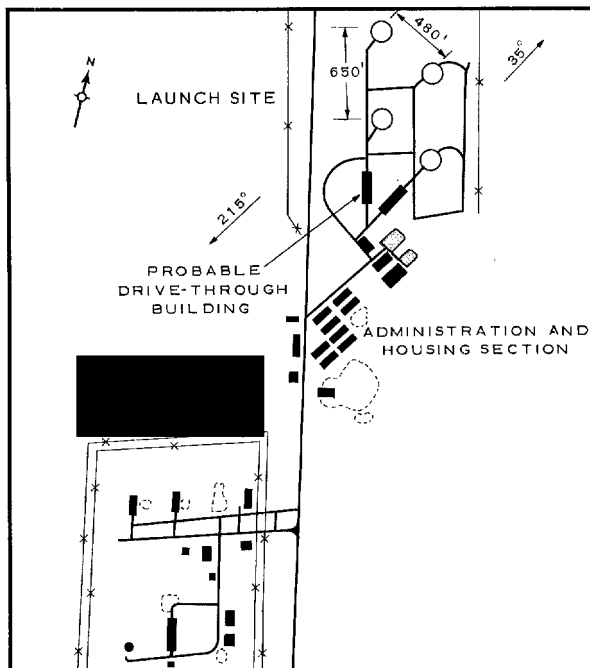 480'
35°
N
650'
LAUNCH SITE
215°
PROBABLE
DRIVE-THROUGH
BUILDING
ADMINISTRATION AND
HOUSING SECTION